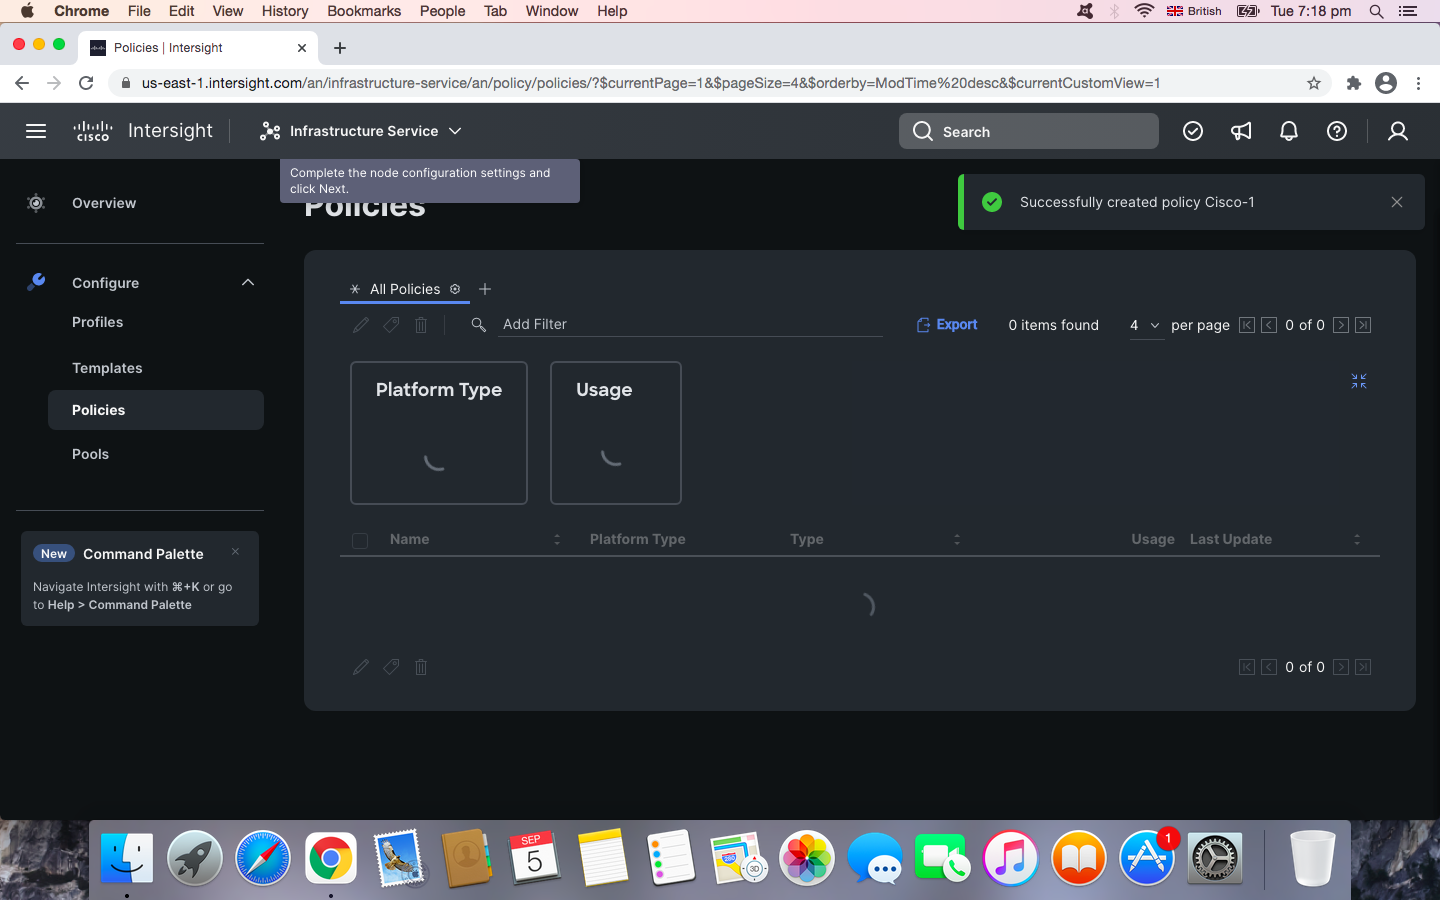 Chrome File Edit View History Bookmarks People Tab Window Help British Tue 7:18 pm
Policies | Intersight
us-east-1.intersight.com/an/infrastructure-service/an/policy/policies/?$currentPage=1&$pageSize=4&$orderby=ModTime%20desc&$currentCustomView=1
CISCO Intersight Infrastructure Service Search
Complete the node configuration settings and
click Next.
Policies
Successfully created policy Cisco-1
Overview
Configure
Profiles
Templates
Policies
Pools
New Command Palette
Navigate Intersight with ⌘+K or go
to Help > Command Palette
All Policies
Add Filter Export 0 items found 4 per page 0 of 0
Platform Type Usage
Name Platform Type Type Usage Last Update
0 of 0
SEP
5
280
3D
1